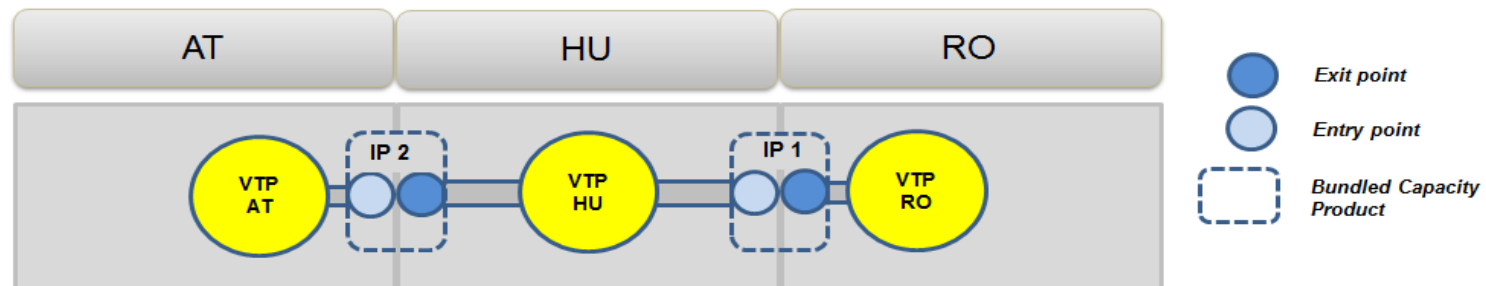 AT
HU
RO
IP 2
IP 1
VTP
AT
VTP
HU
VTP
RO
Exit point
Entry point
Bundled Capacity
Product